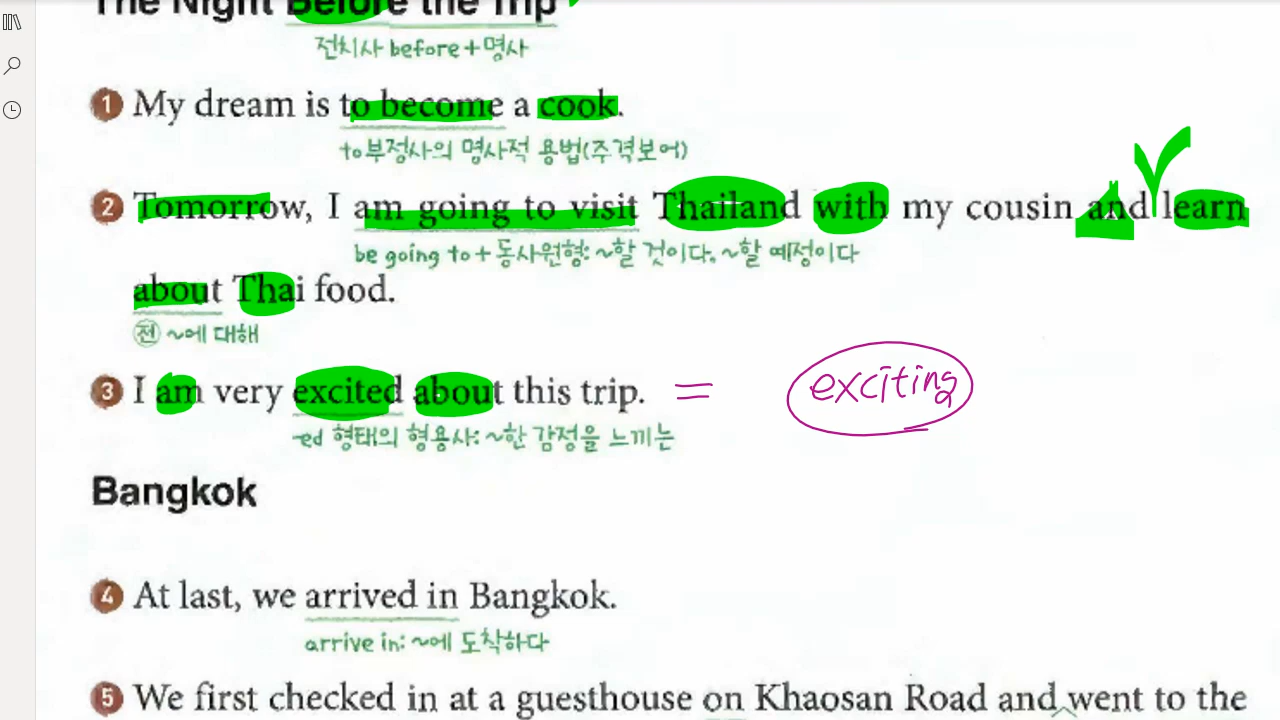 The Night Before the Trip
전치사 before + 명사
1 My dream is to become a cook.
to부정사의 명사적 용법(주격보어)
2 Tomorrow, I am going to visit Thailand with my cousin and learn
be going to + 동사원형: ~할 것이다, ~할 예정이다
about Thai food.
전 ~에 대해
3 I am very excited about this trip. = exciting
-ed 형태의 형용사: ~한 감정을 느끼는
Bangkok
4 At last, we arrived in Bangkok.
arrive in: ~에 도착하다
5 We first checked in at a guesthouse on Khaosan Road and went to the